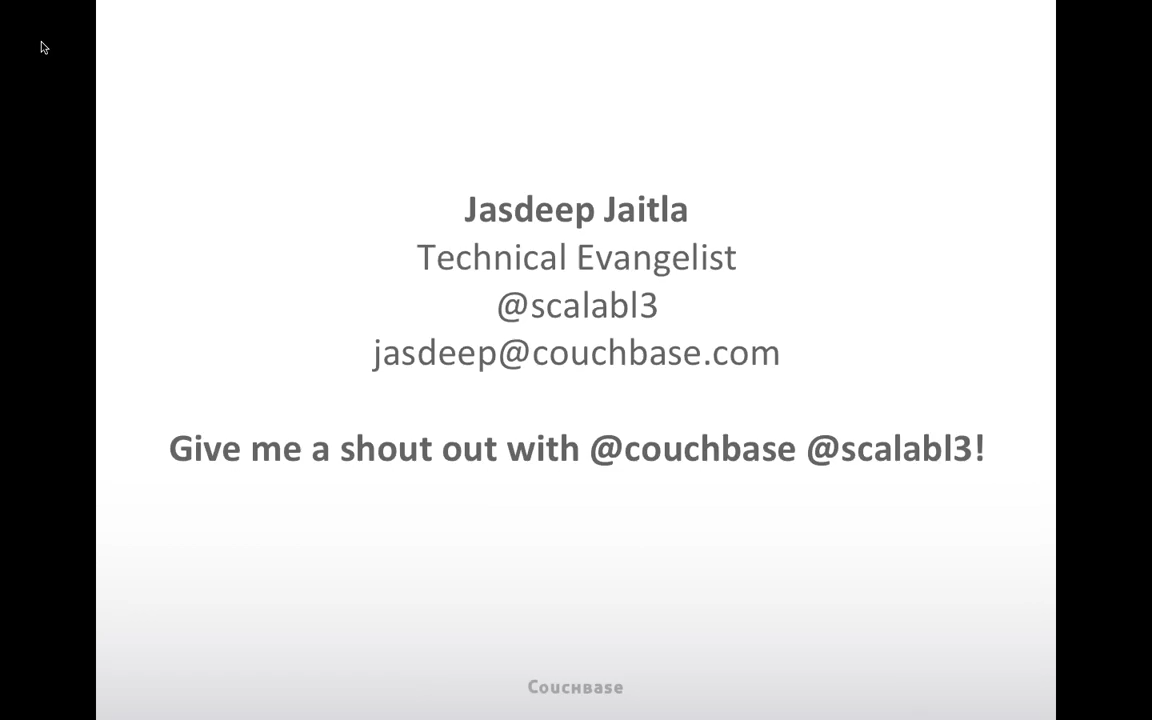 Jasdeep Jaitla
Technical Evangelist
@scalabl3
jasdeep@couchbase.com
Give me a shout out with @couchbase @scalabl3!
Couchbase